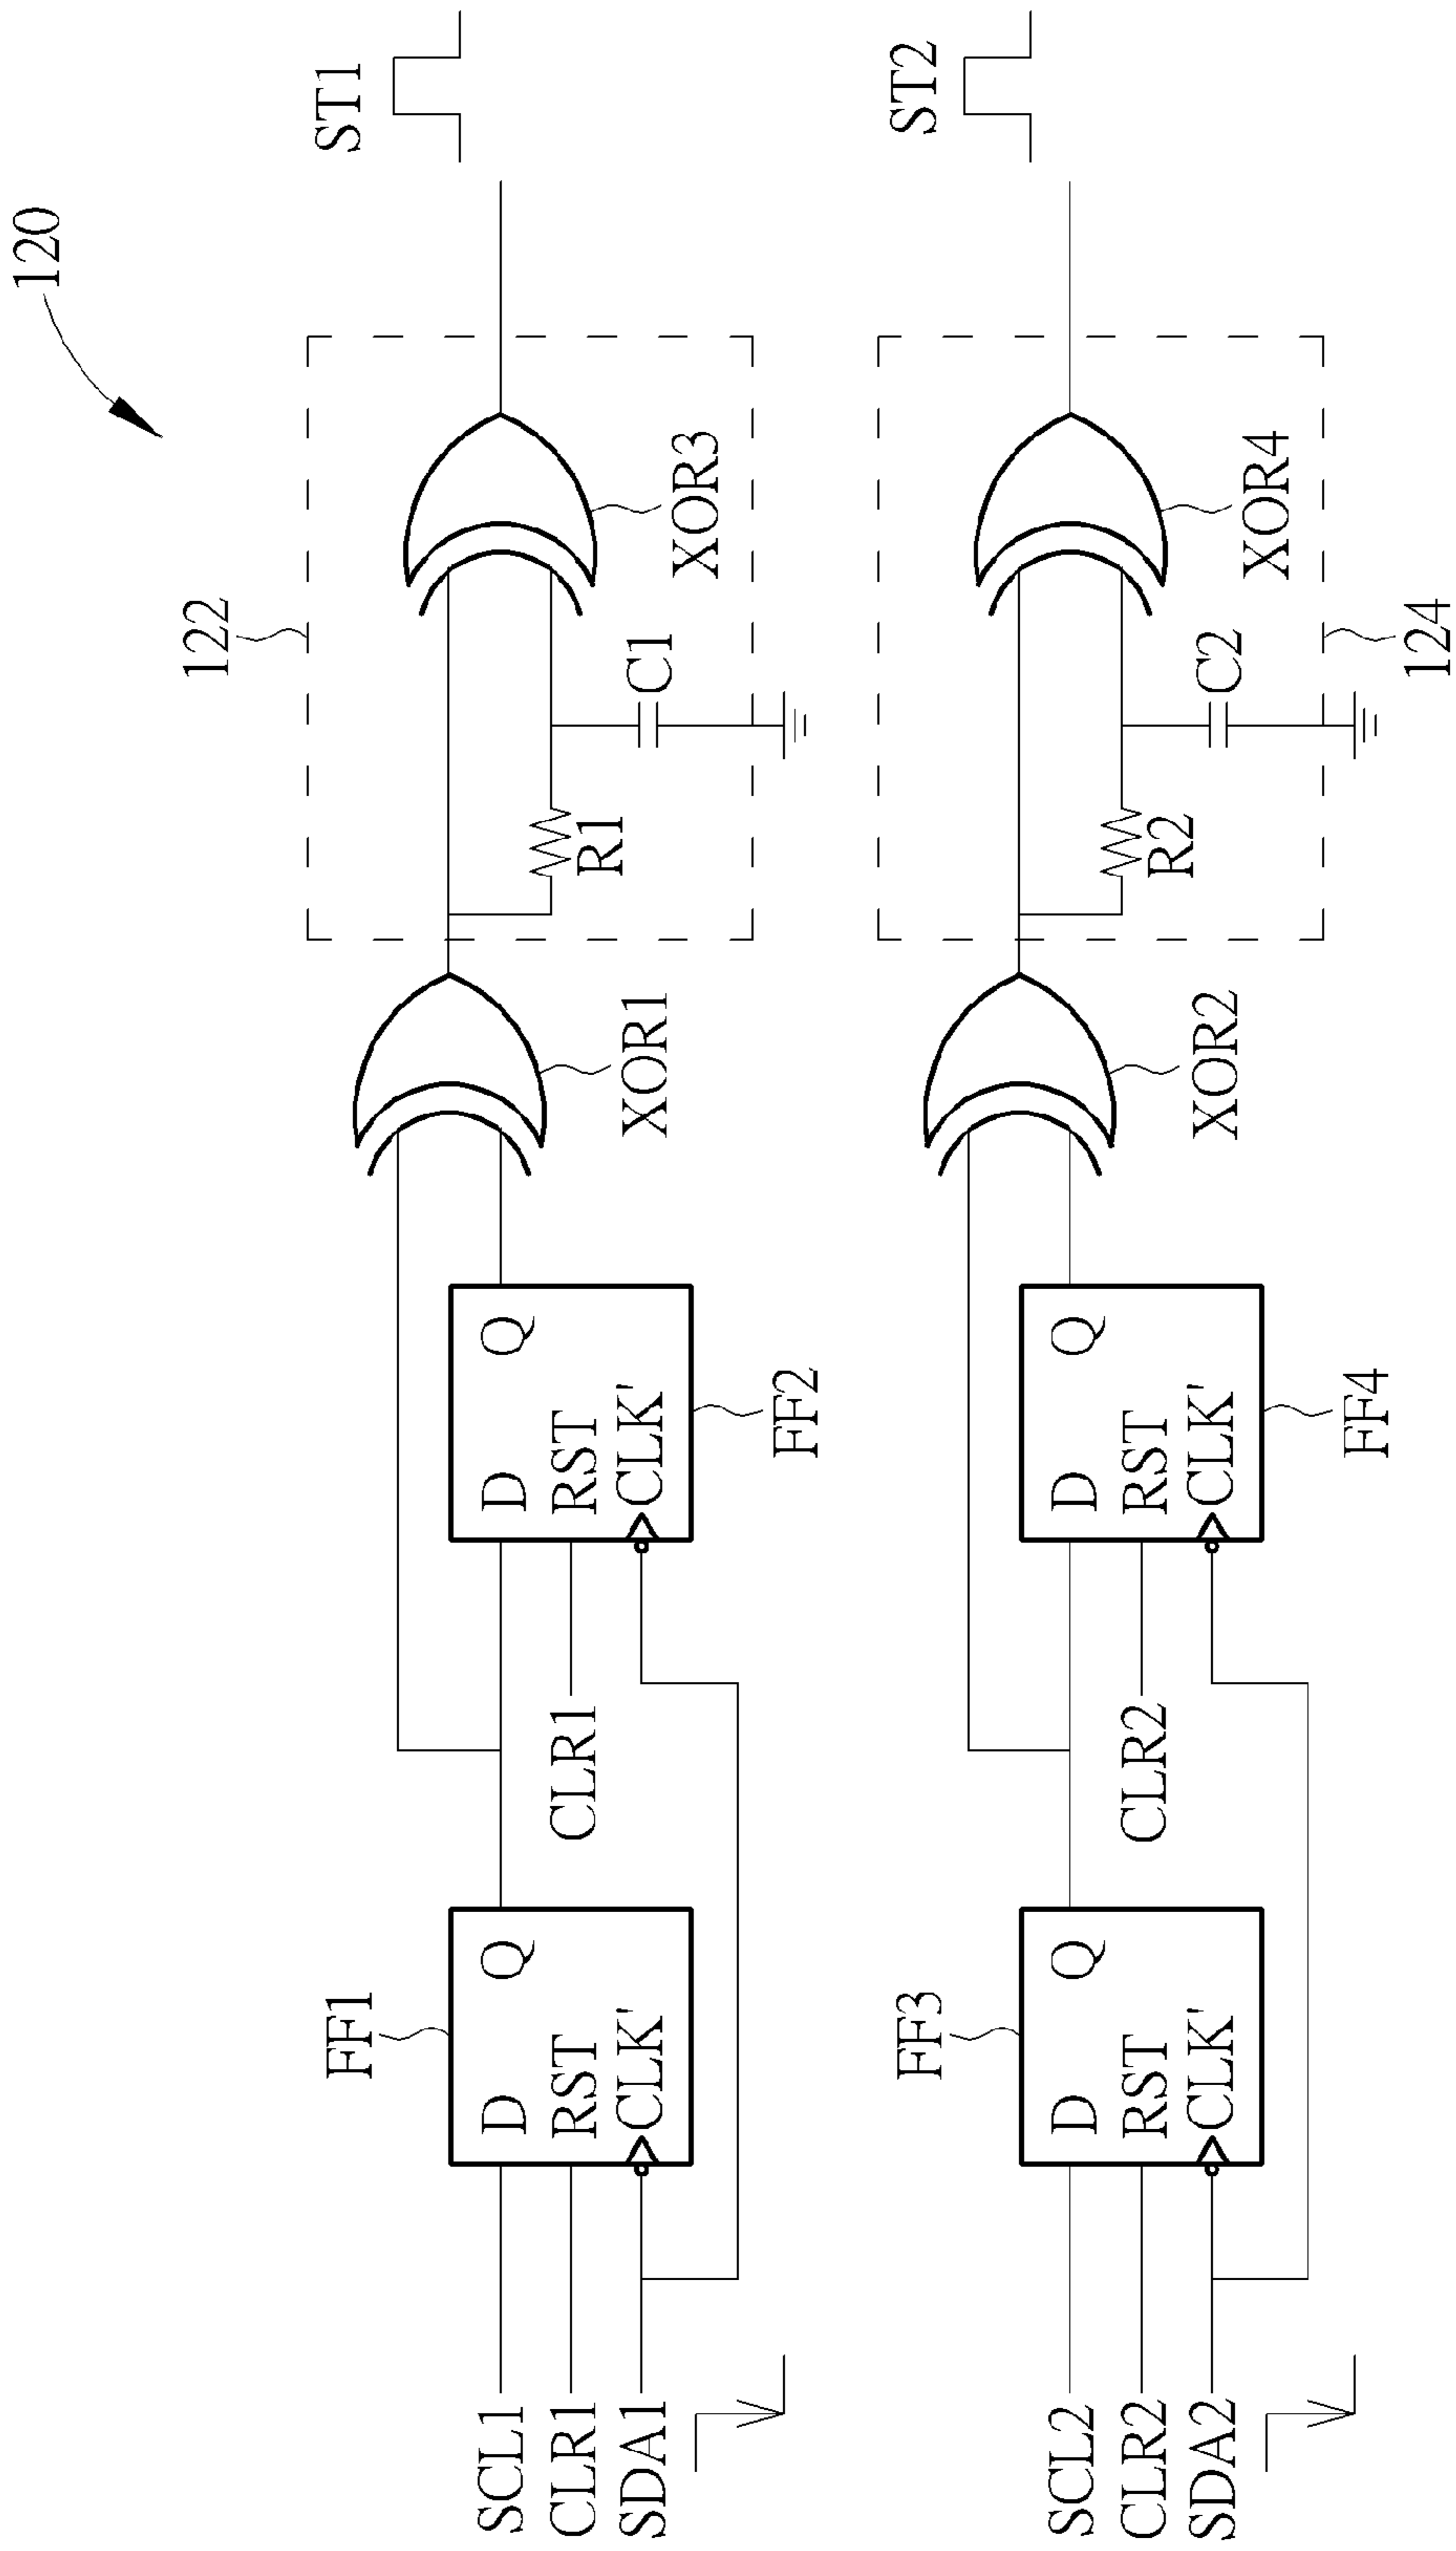 120
122
ST1
FF1
SCL1
D
Q
CLR1
RST
SDA1
CLK'
CLR1
D
Q
RST
CLK'
FF2
XOR1
R1
C1
XOR3
ST2
FF3
SCL2
D
Q
CLR2
RST
SDA2
CLK'
CLR2
D
Q
RST
CLK'
FF4
XOR2
R2
C2
XOR4
124